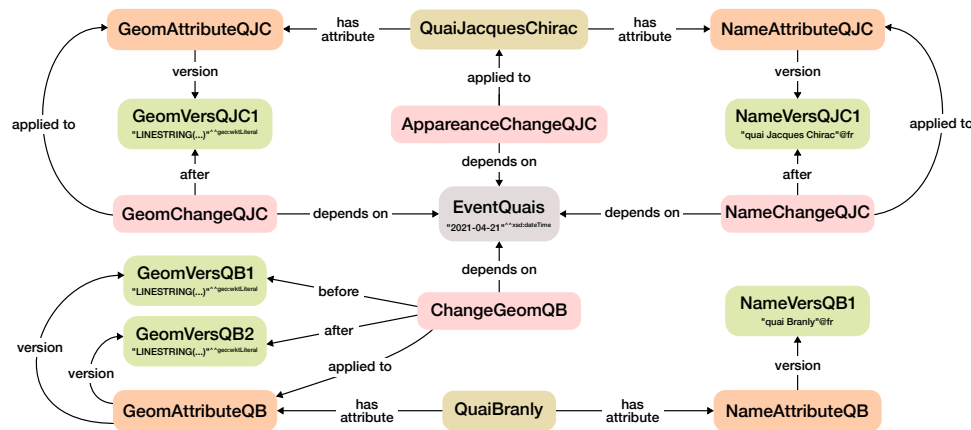 GeomAttributeQJC
has
attribute
QuaiJacquesChirac
has
attribute
NameAttributeQJC
version
applied to
version
GeomVersQJC1
"LINESTRING(...)"^^geo:wktLiteral
AppareanceChangeQJC
NameVersQJC1
"quai Jacques Chirac"@fr
applied to
applied to
after
depends on
after
GeomChangeQJC
depends on
EventQuais
"2021-04-21"^^xsd:dateTime
depends on
NameChangeQJC
depends on
GeomVersQB1
"LINESTRING(...)"^^geo:wktLiteral
before
ChangeGeomQB
NameVersQB1
"quai Branly"@fr
GeomVersQB2
"LINESTRING(...)"^^geo:wktLiteral
after
version
version
applied to
version
GeomAttributeQB
has
attribute
QuaiBranly
has
attribute
NameAttributeQB